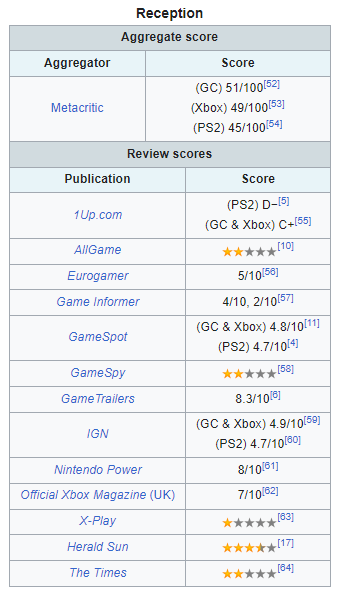 Reception
Aggregate score
Aggregator Score
Metacritic (GC) 51/100[52]
(Xbox) 49/100[53]
(PS2) 45/100[54]
Review scores
Publication Score
1Up.com (PS2) D−[5]
(GC & Xbox) C+[55]
AllGame ★★★★★[10]
Eurogamer 5/10[56]
Game Informer 4/10, 2/10[57]
GameSpot (GC & Xbox) 4.8/10[11]
(PS2) 4.7/10[4]
GameSpy ★★★★★[58]
GameTrailers 8.3/10[6]
IGN (GC & Xbox) 4.9/10[59]
(PS2) 4.7/10[60]
Nintendo Power 8/10[61]
Official Xbox Magazine (UK) 7/10[62]
X-Play ★★★★★[63]
Herald Sun ★★★★★[17]
The Times ★★★★★[64]